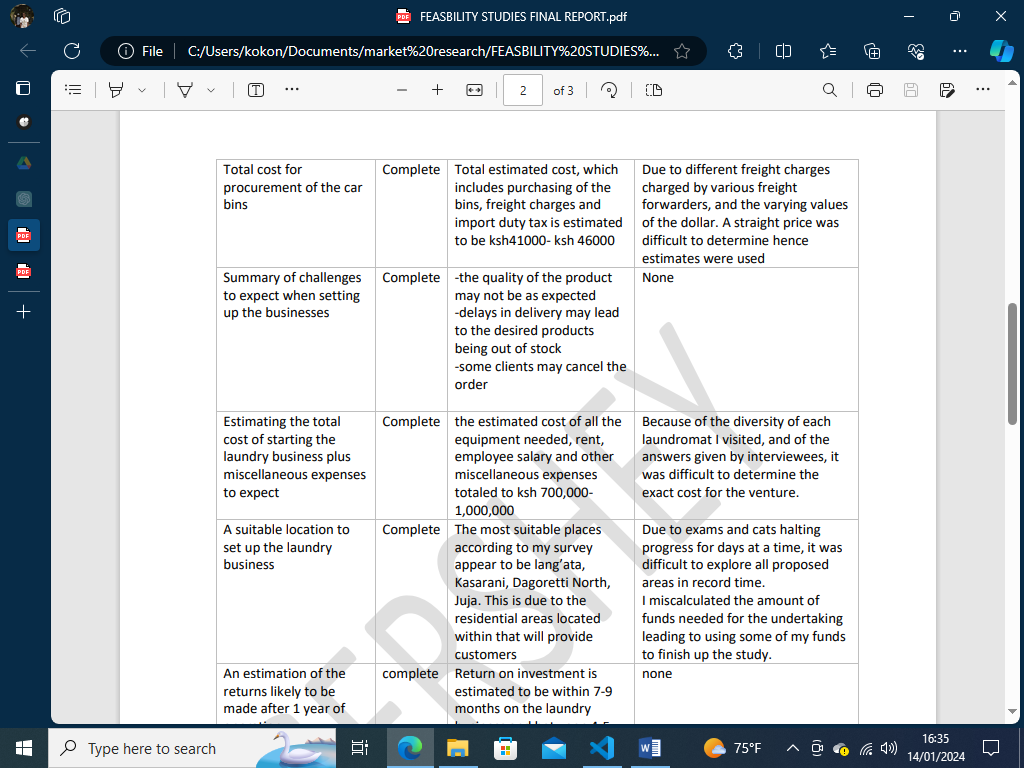 FEASBILITY STUDIES FINAL REPORT.pdf
File
C:/Users/kokon/Documents/market%20research/FEASBILITY%20STUDIES%...
2
of 3
Total cost for
procurement of the car
bins
Complete
Total estimated cost, which
includes purchasing of the
bins, freight charges and
import duty tax is estimated
to be ksh41000- ksh 46000
Due to different freight charges
charged by various freight
forwarders, and the varying values
of the dollar. A straight price was
difficult to determine hence
estimates were used
Summary of challenges
to expect when setting
up the businesses
Complete
-the quality of the product
may not be as expected
-delays in delivery may lead
to the desired products
being out of stock
-some clients may cancel the
order
None
Estimating the total
cost of starting the
laundry business plus
miscellaneous expenses
to expect
Complete
the estimated cost of all the
equipment needed, rent,
employee salary and other
miscellaneous expenses
totaled to ksh 700,000-
1,000,000
Because of the diversity of each
laundromat I visited, and of the
answers given by interviewees, it
was difficult to determine the
exact cost for the venture.
A suitable location to
set up the laundry
business
Complete
The most suitable places
according to my survey
appear to be lang’ata,
Kasarani, Dagoretti North,
Juja. This is due to the
residential areas located
within that will provide
customers
Due to exams and cats halting
progress for days at a time, it was
difficult to explore all proposed
areas in record time.
I miscalculated the amount of
funds needed for the undertaking
leading to using some of my funds
to finish up the study.
An estimation of the
returns likely to be
made after 1 year of
complete
Return on investment is
estimated to be within 7-9
months on the laundry
none
ERSHEY
Type here to search
75°F
16:35
14/01/2024